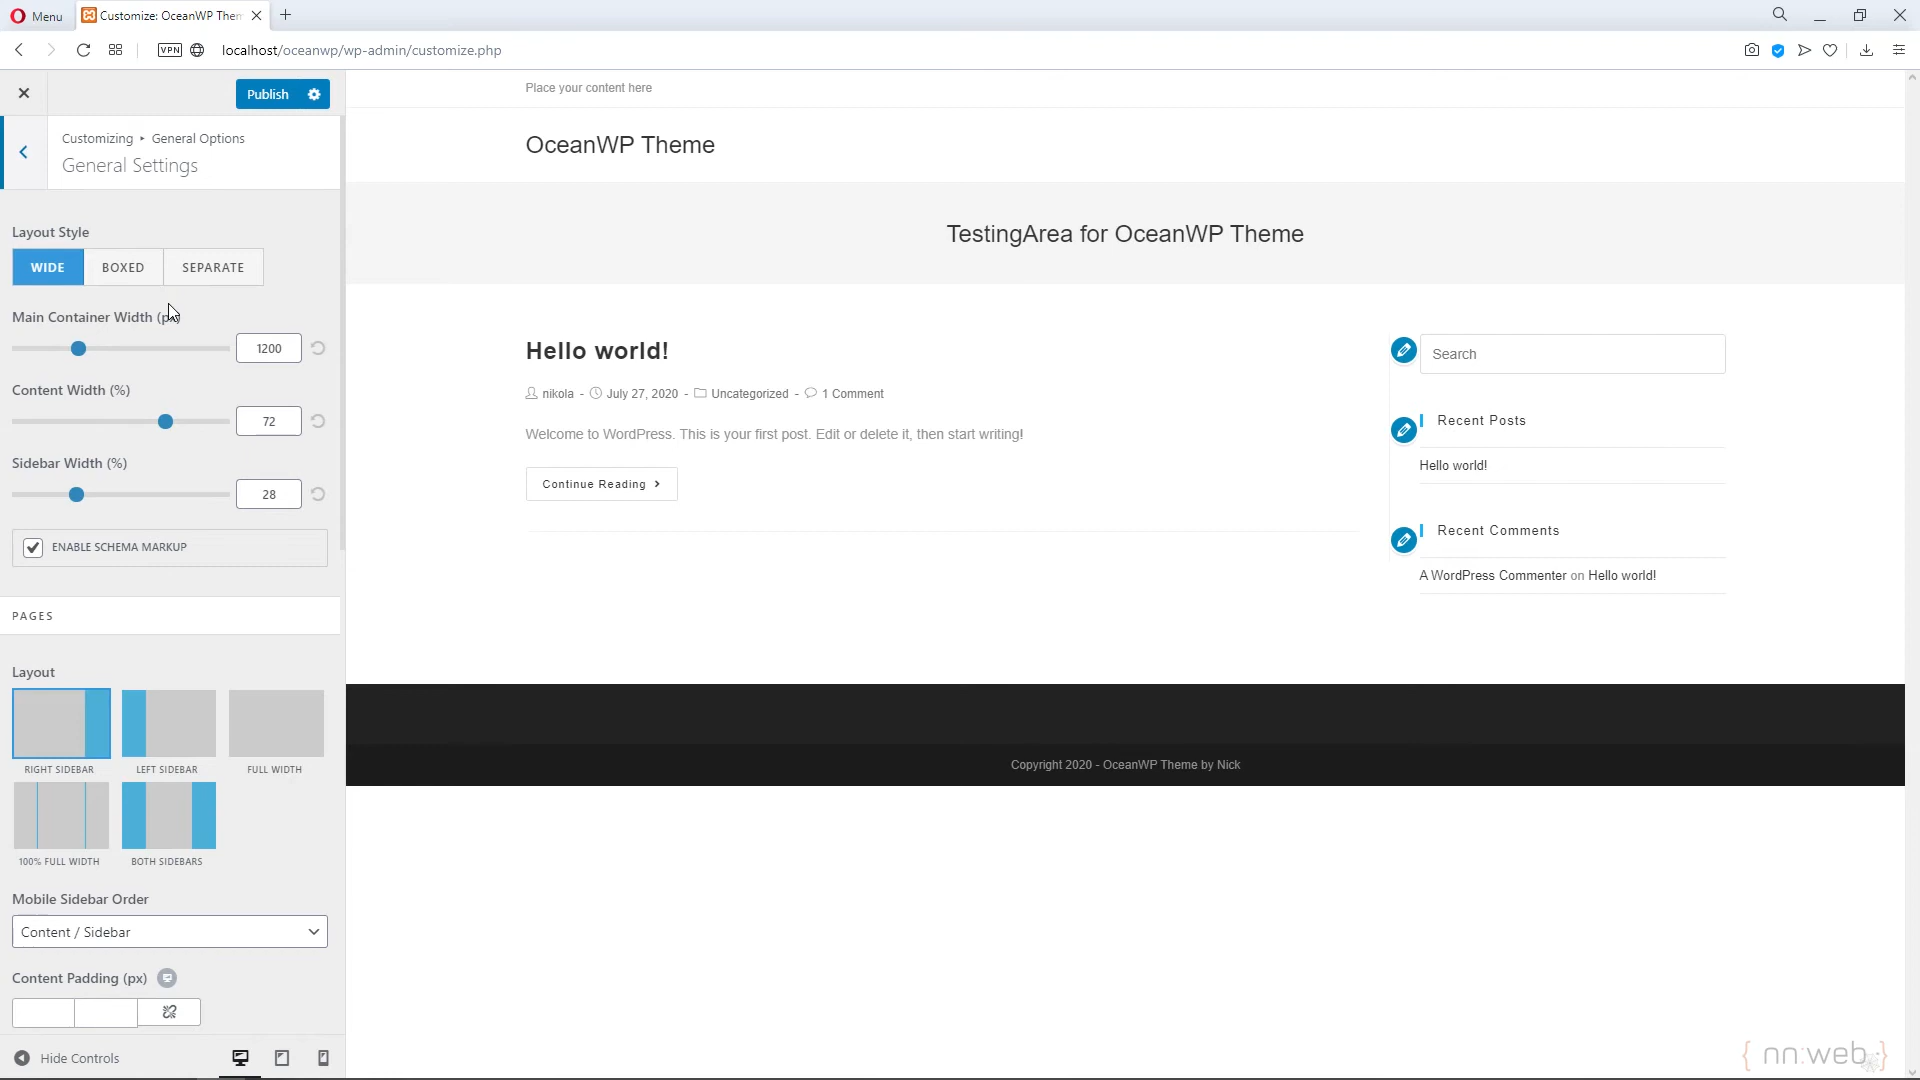 Menu
Customize: OceanWP Them
VPN
localhost/oceanwp/wp-admin/customize.php
Publish
Customizing ▸ General Options
General Settings
Layout Style
WIDE BOXED SEPARATE
Main Container Width (px)
1200
Content Width (%)
72
Sidebar Width (%)
28
ENABLE SCHEMA MARKUP
PAGES
Layout
RIGHT SIDEBAR LEFT SIDEBAR FULL WIDTH
100% FULL WIDTH BOTH SIDEBARS
Mobile Sidebar Order
Content / Sidebar
Content Padding (px)
Hide Controls
Place your content here
OceanWP Theme
TestingArea for OceanWP Theme
Hello world!
nikola - July 27, 2020 - Uncategorized - 1 Comment
Welcome to WordPress. This is your first post. Edit or delete it, then start writing!
Continue Reading >
Search
Recent Posts
Hello world!
Recent Comments
A WordPress Commenter on Hello world!
Copyright 2020 - OceanWP Theme by Nick
{ nn:web }